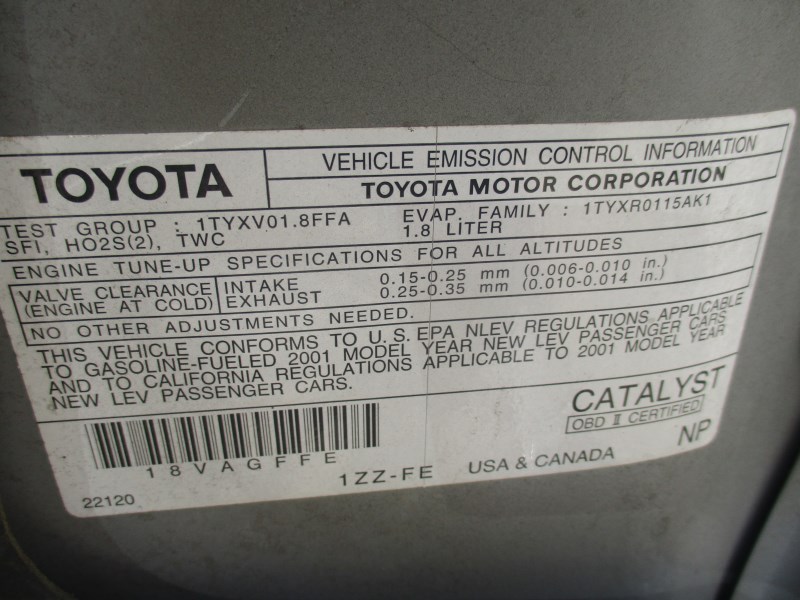 TOYOTA
VEHICLE EMISSION CONTROL INFORMATION
TOYOTA MOTOR CORPORATION
TEST GROUP : 1TYXV01.8FFA EVAP. FAMILY : 1TYXR0115AK1
SFI, HO2S(2), TWC 1.8 LITER
ENGINE TUNE-UP SPECIFICATIONS FOR ALL ALTITUDES
VALVE CLEARANCE INTAKE 0.15-0.25 mm (0.006-0.010 in.)
(ENGINE AT COLD) EXHAUST 0.25-0.35 mm (0.010-0.014 in.)
NO OTHER ADJUSTMENTS NEEDED.
THIS VEHICLE CONFORMS TO U.S. EPA NLEV REGULATIONS APPLICABLE
TO GASOLINE-FUELED 2001 MODEL YEAR NEW LEV PASSENGER CARS
AND TO CALIFORNIA REGULATIONS APPLICABLE TO 2001 MODEL YEAR
NEW LEV PASSENGER CARS.
CATALYST
OBD II CERTIFIED
18VAGFFE
22120
1ZZ-FE
USA & CANADA
NP